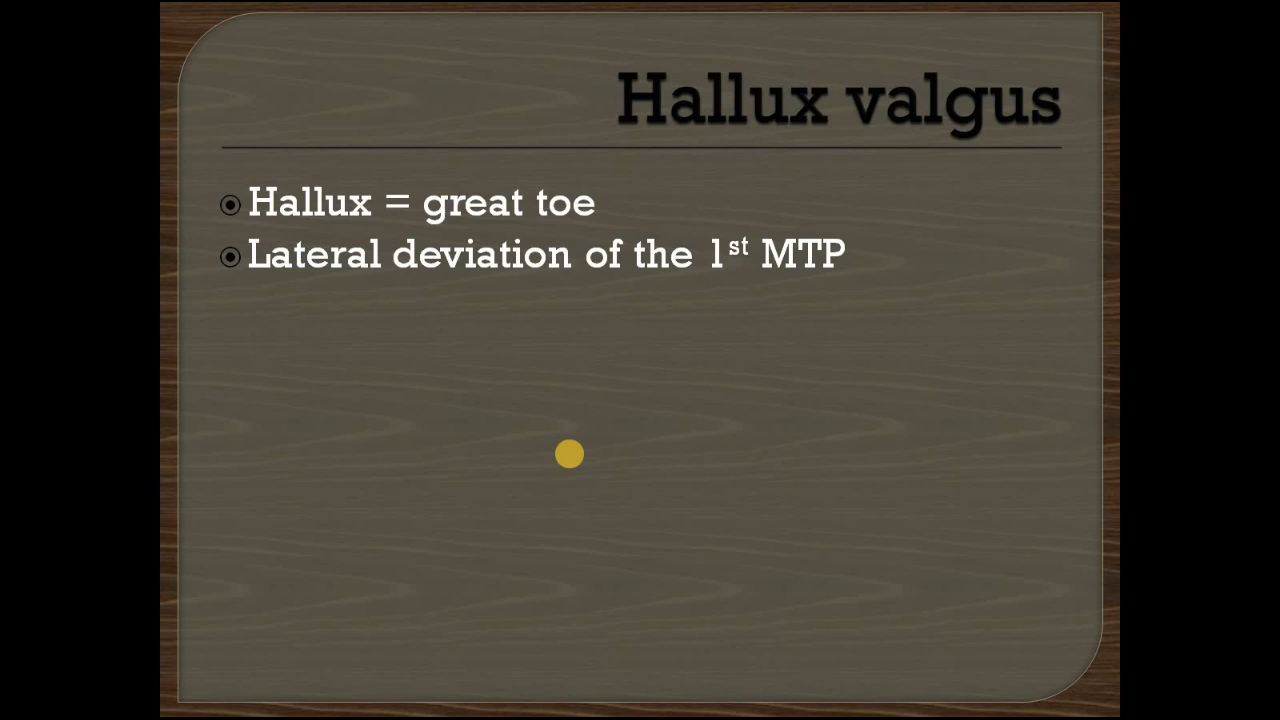 Hallux valgus
Hallux = great toe
Lateral deviation of the 1st MTP